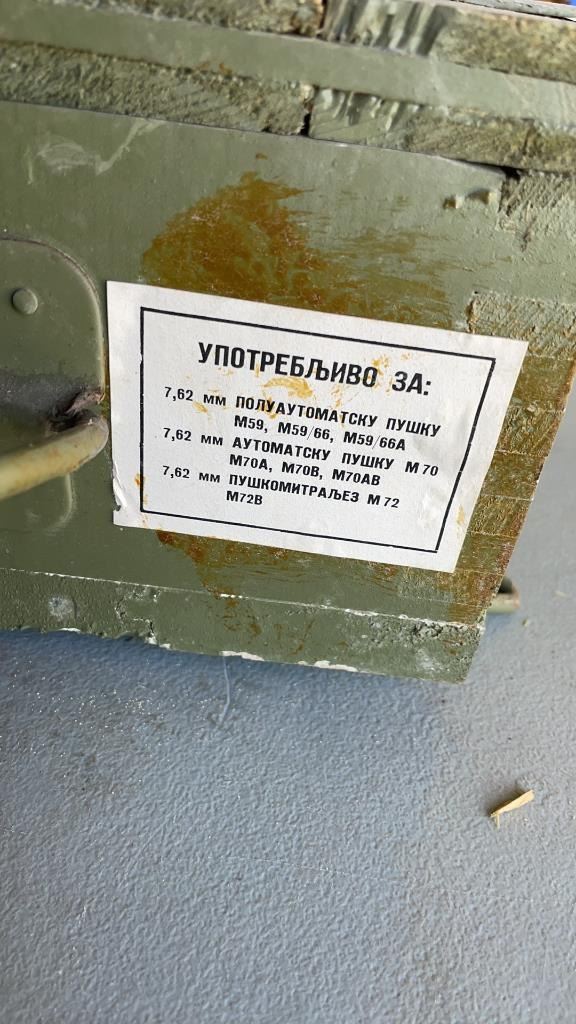 УПОТРЕБЉИВО ЗА:
7,62 мм ПОЛУАУТОМАТСКУ ПУШКУ
М59, М59/66, М59/66А
7,62 мм АУТОМАТСКУ ПУШКУ М 70
М70А, М70В, М70АВ
7,62 мм ПУШКОМИТРАЉЕЗ М 72
М72В